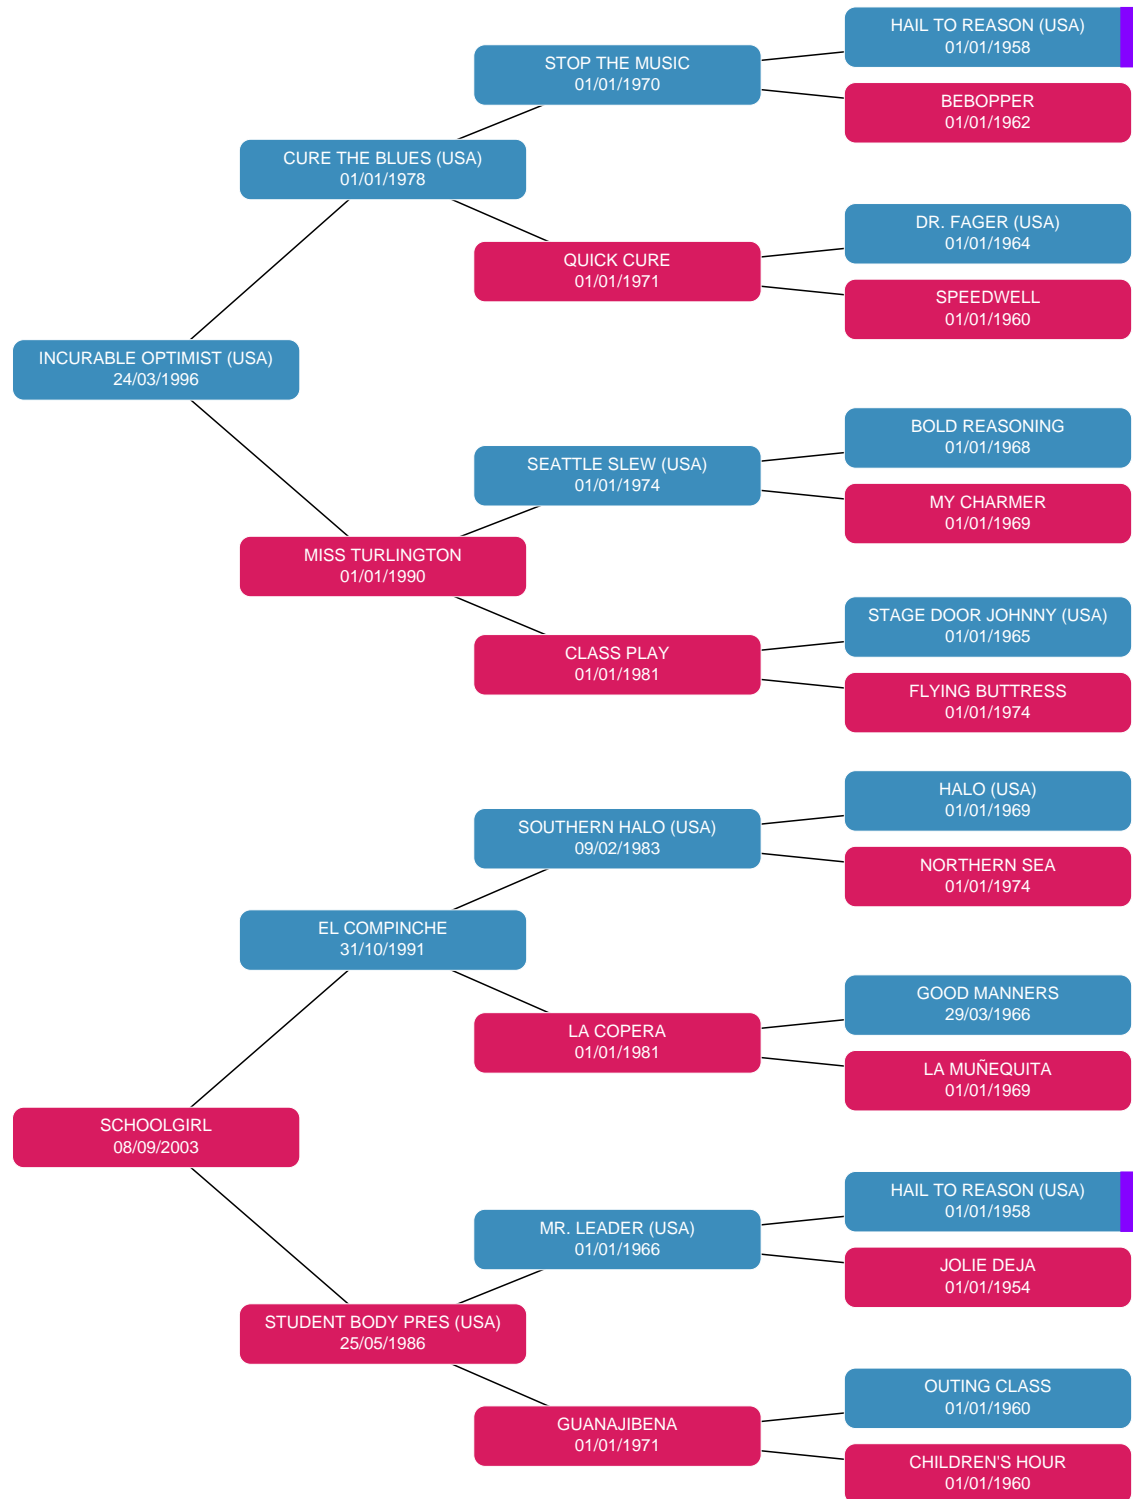 HAIL TO REASON (USA)
01/01/1958
STOP THE MUSIC
01/01/1970
BEBOPPER
01/01/1962
CURE THE BLUES (USA)
01/01/1978
DR. FAGER (USA)
01/01/1964
QUICK CURE
01/01/1971
SPEEDWELL
01/01/1960
INCURABLE OPTIMIST (USA)
24/03/1996
BOLD REASONING
01/01/1968
SEATTLE SLEW (USA)
01/01/1974
MY CHARMER
01/01/1969
MISS TURLINGTON
01/01/1990
STAGE DOOR JOHNNY (USA)
01/01/1965
CLASS PLAY
01/01/1981
FLYING BUTTRESS
01/01/1974
HALO (USA)
01/01/1969
SOUTHERN HALO (USA)
09/02/1983
NORTHERN SEA
01/01/1974
EL COMPINCHE
31/10/1991
GOOD MANNERS
29/03/1966
LA COPERA
01/01/1981
LA MUÑEQUITA
01/01/1969
SCHOOLGIRL
08/09/2003
HAIL TO REASON (USA)
01/01/1958
MR. LEADER (USA)
01/01/1966
JOLIE DEJA
01/01/1954
STUDENT BODY PRES (USA)
25/05/1986
OUTING CLASS
01/01/1960
GUANAJIBENA
01/01/1971
CHILDREN'S HOUR
01/01/1960